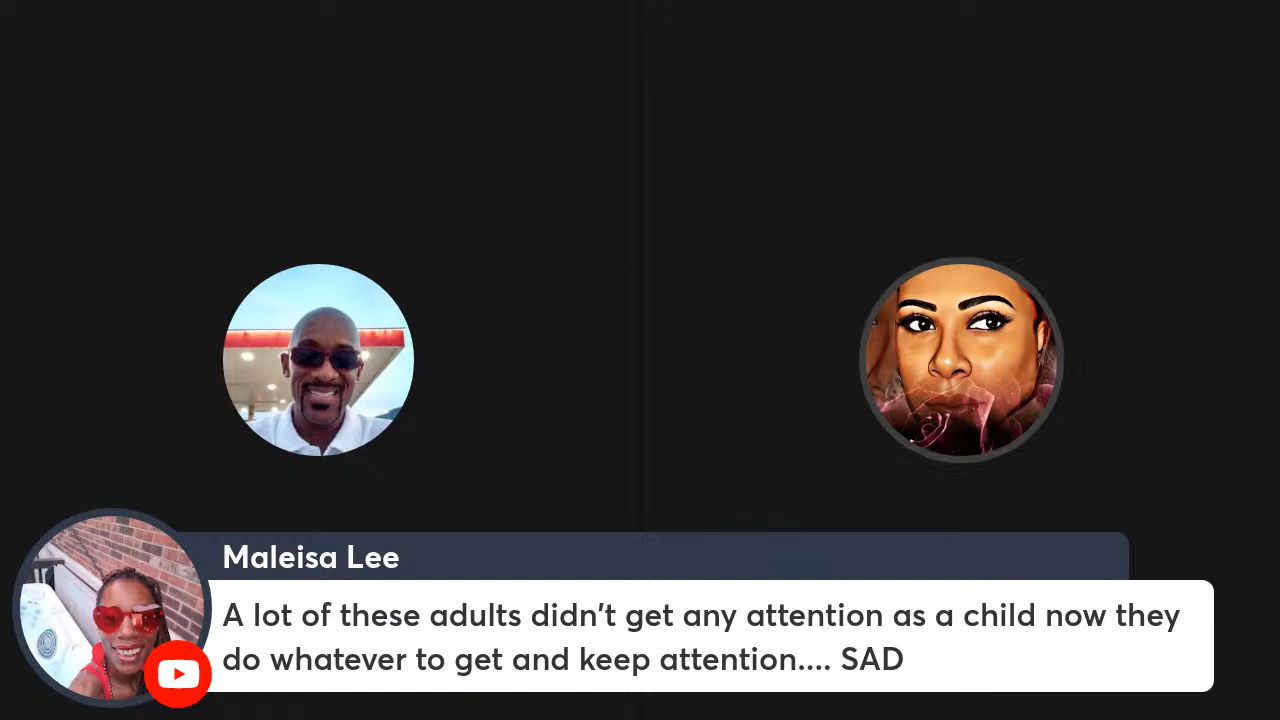 Maleisa Lee
A lot of these adults didn't get any attention as a child now they
do whatever to get and keep attention.... SAD